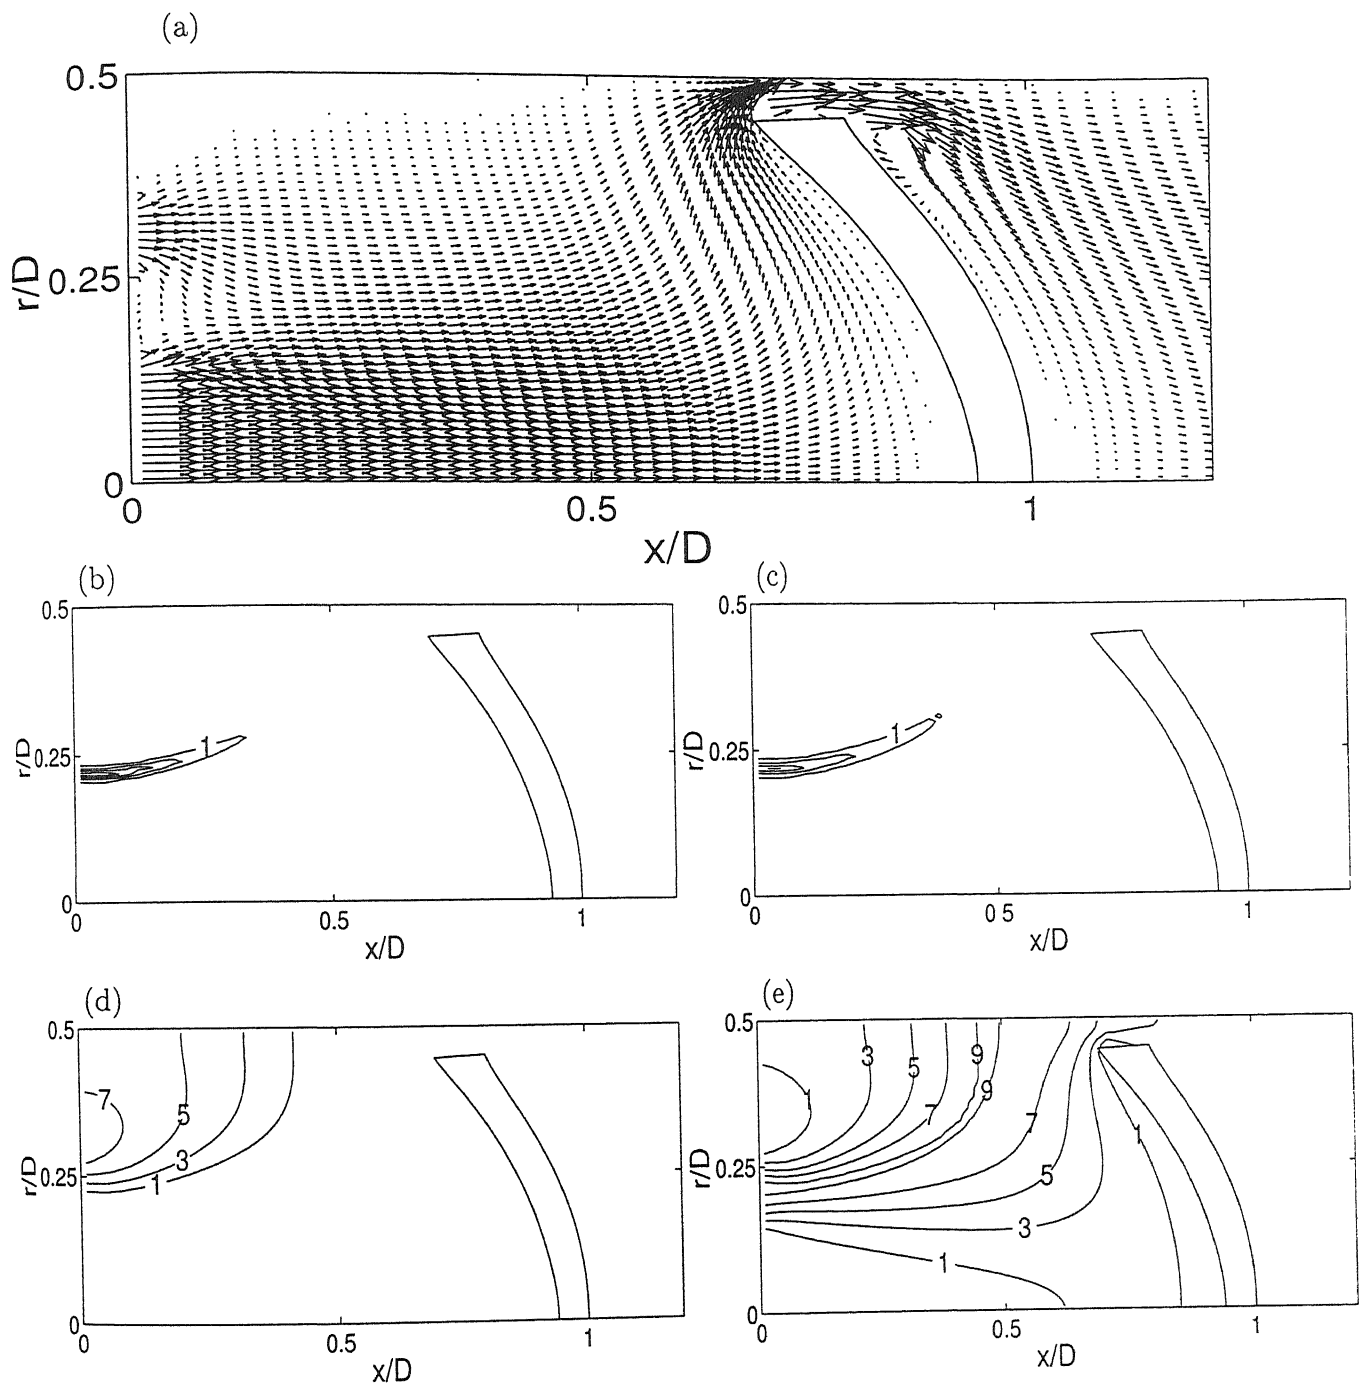 (a)
0.5
r/D
0.25
0
0 0.5 1
x/D
(b) (c)
0.5 0.5
r/D 0.25 1 r/D 0.25 1
0 0
0 0.5 1 0 0 5 1
x/D x/D
(d) (e)
0.5 0.5
7 3 5 9
5 1 7 9 7 1
r/D 0.25 3 1 r/D 0.25 5
3
1
0 0
0 0.5 1 0 0.5 1
x/D x/D